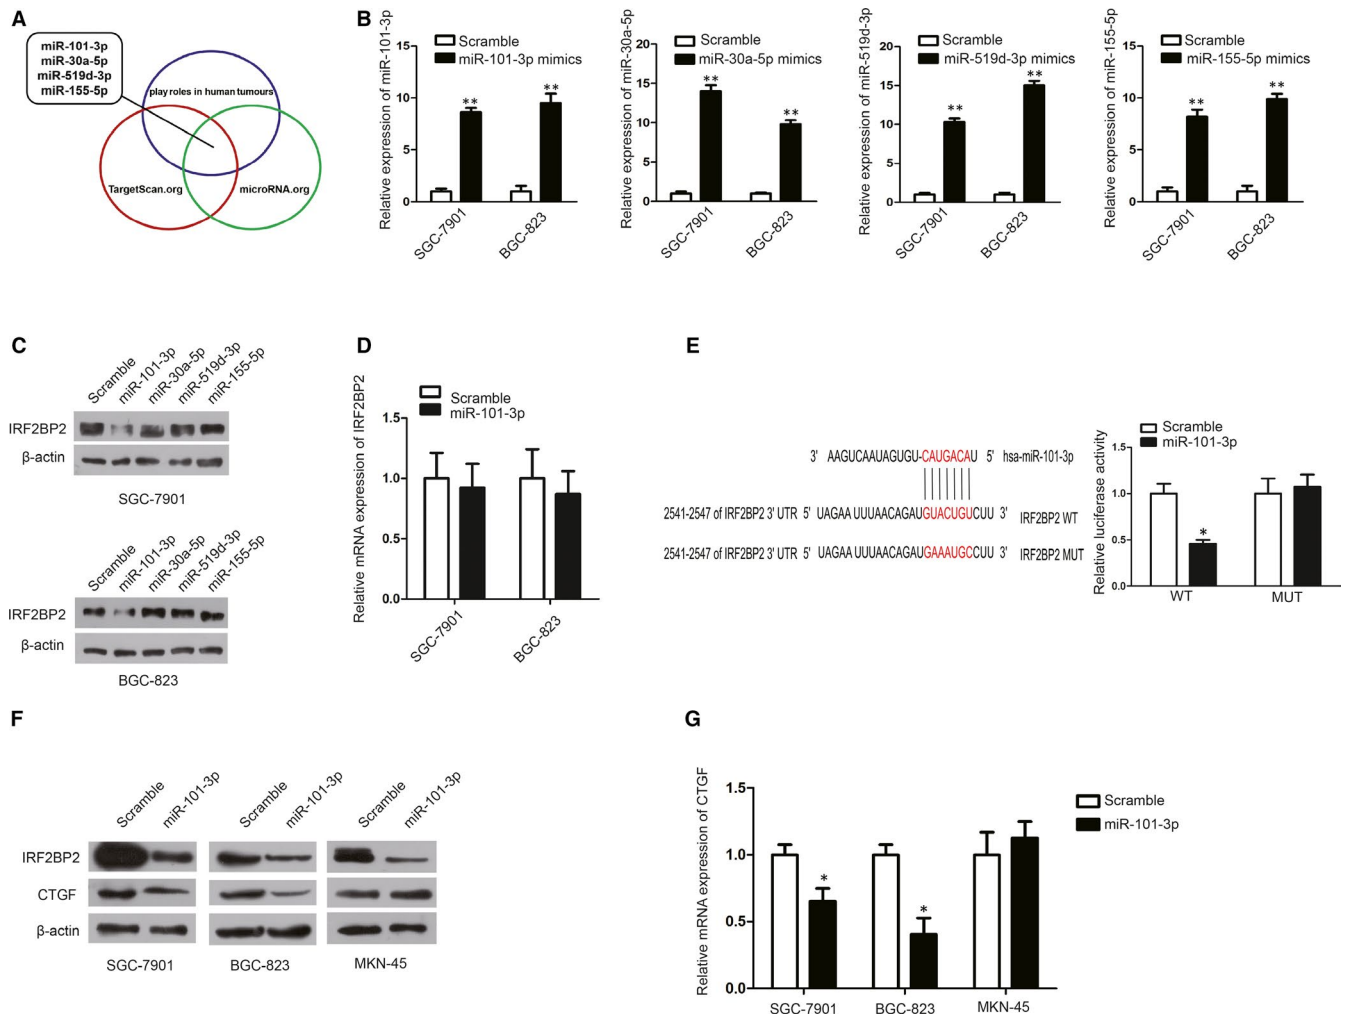 A
miR-101-3p
miR-30a-5p
miR-519d-3p
miR-155-5p
play roles in human tumours
TargetScan.org
microRNA.org
B
Relative expression of miR-101-3p
15
10
5
0
Scramble
miR-101-3p mimics
**
**
SGC-7901
BGC-823
Relative expression of miR-30a-5p
20
15
10
5
0
Scramble
miR-30a-5p mimics
**
**
SGC-7901
BGC-823
Relative expression of miR-519d-3p
20
15
10
5
0
Scramble
miR-519d-3p mimics
**
**
SGC-7901
BGC-823
Relative expression of miR-155-5p
15
10
5
0
Scramble
miR-155-5p mimics
**
**
SGC-7901
BGC-823
C
Scramble
miR-101-3p
miR-30a-5p
miR-519d-3p
miR-155-5p
IRF2BP2
β-actin
SGC-7901
Scramble
miR-101-3p
miR-30a-5p
miR-519d-3p
miR-155-5p
IRF2BP2
β-actin
BGC-823
D
Relative mRNA expression of IRF2BP2
1.5
1.0
0.5
0.0
Scramble
miR-101-3p
SGC-7901
BGC-823
E
3' AAGUCAAUAGUGU-CAUGACAU 5' hsa-miR-101-3p
2541-2547 of IRF2BP2 3' UTR 5' UAGAA UUUAACAGAUGUACUGUCUU 3' IRF2BP2 WT
2541-2547 of IRF2BP2 3' UTR 5' UAGAA UUUAACAGAUGAAAUGCCUU 3' IRF2BP2 MUT
Relative luciferase activity
1.5
1.0
0.5
0.0
Scramble
miR-101-3p
*
WT
MUT
F
Scramble
miR-101-3p
Scramble
miR-101-3p
Scramble
miR-101-3p
IRF2BP2
CTGF
β-actin
SGC-7901
BGC-823
MKN-45
G
Relative mRNA expression of CTGF
1.5
1.0
0.5
0.0
*
*
Scramble
miR-101-3p
SGC-7901
BGC-823
MKN-45